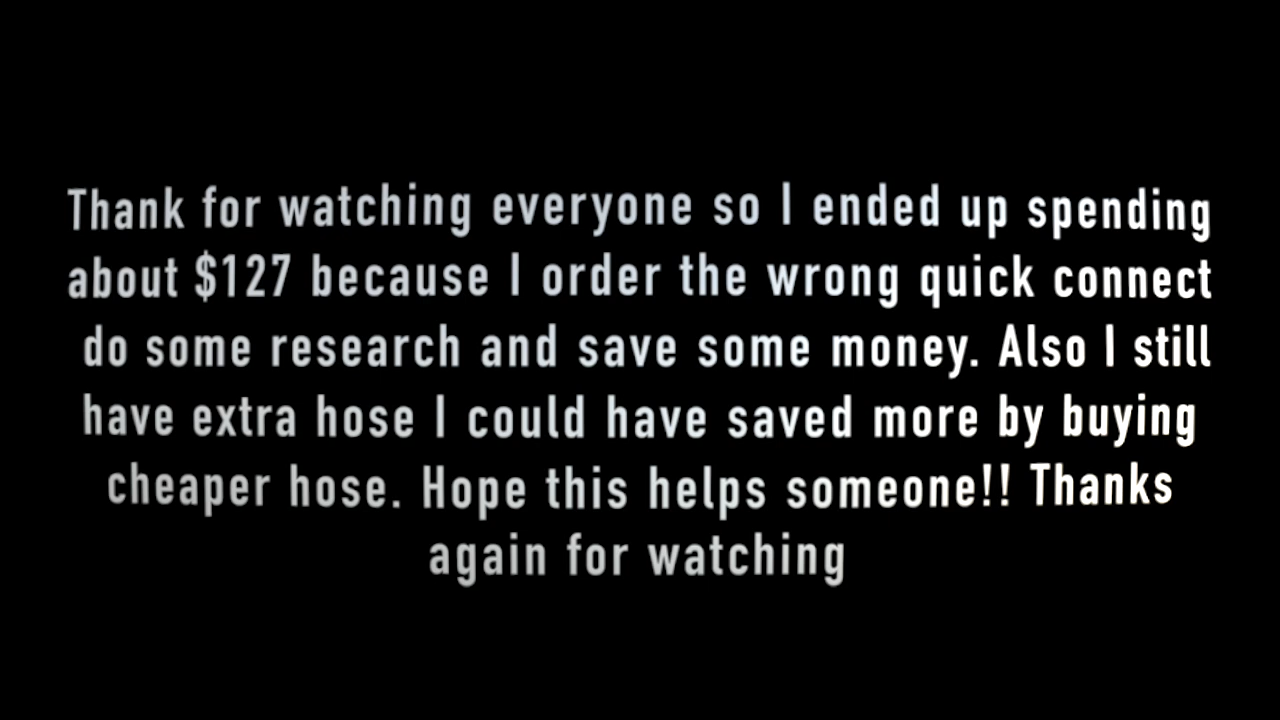 Thank for watching everyone so I ended up spending
about $127 because I order the wrong quick connect
do some research and save some money. Also I still
have extra hose I could have saved more by buying
cheaper hose. Hope this helps someone!! Thanks
again for watching